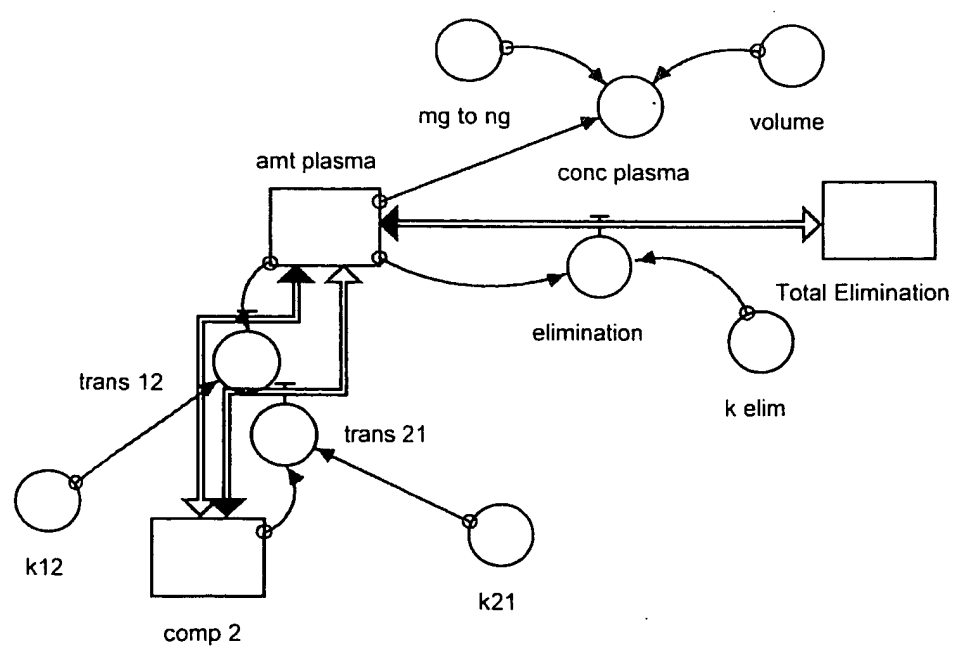 mg to ng
volume
amt plasma
conc plasma
Total Elimination
elimination
trans 12
k elim
trans 21
k12
k21
comp 2